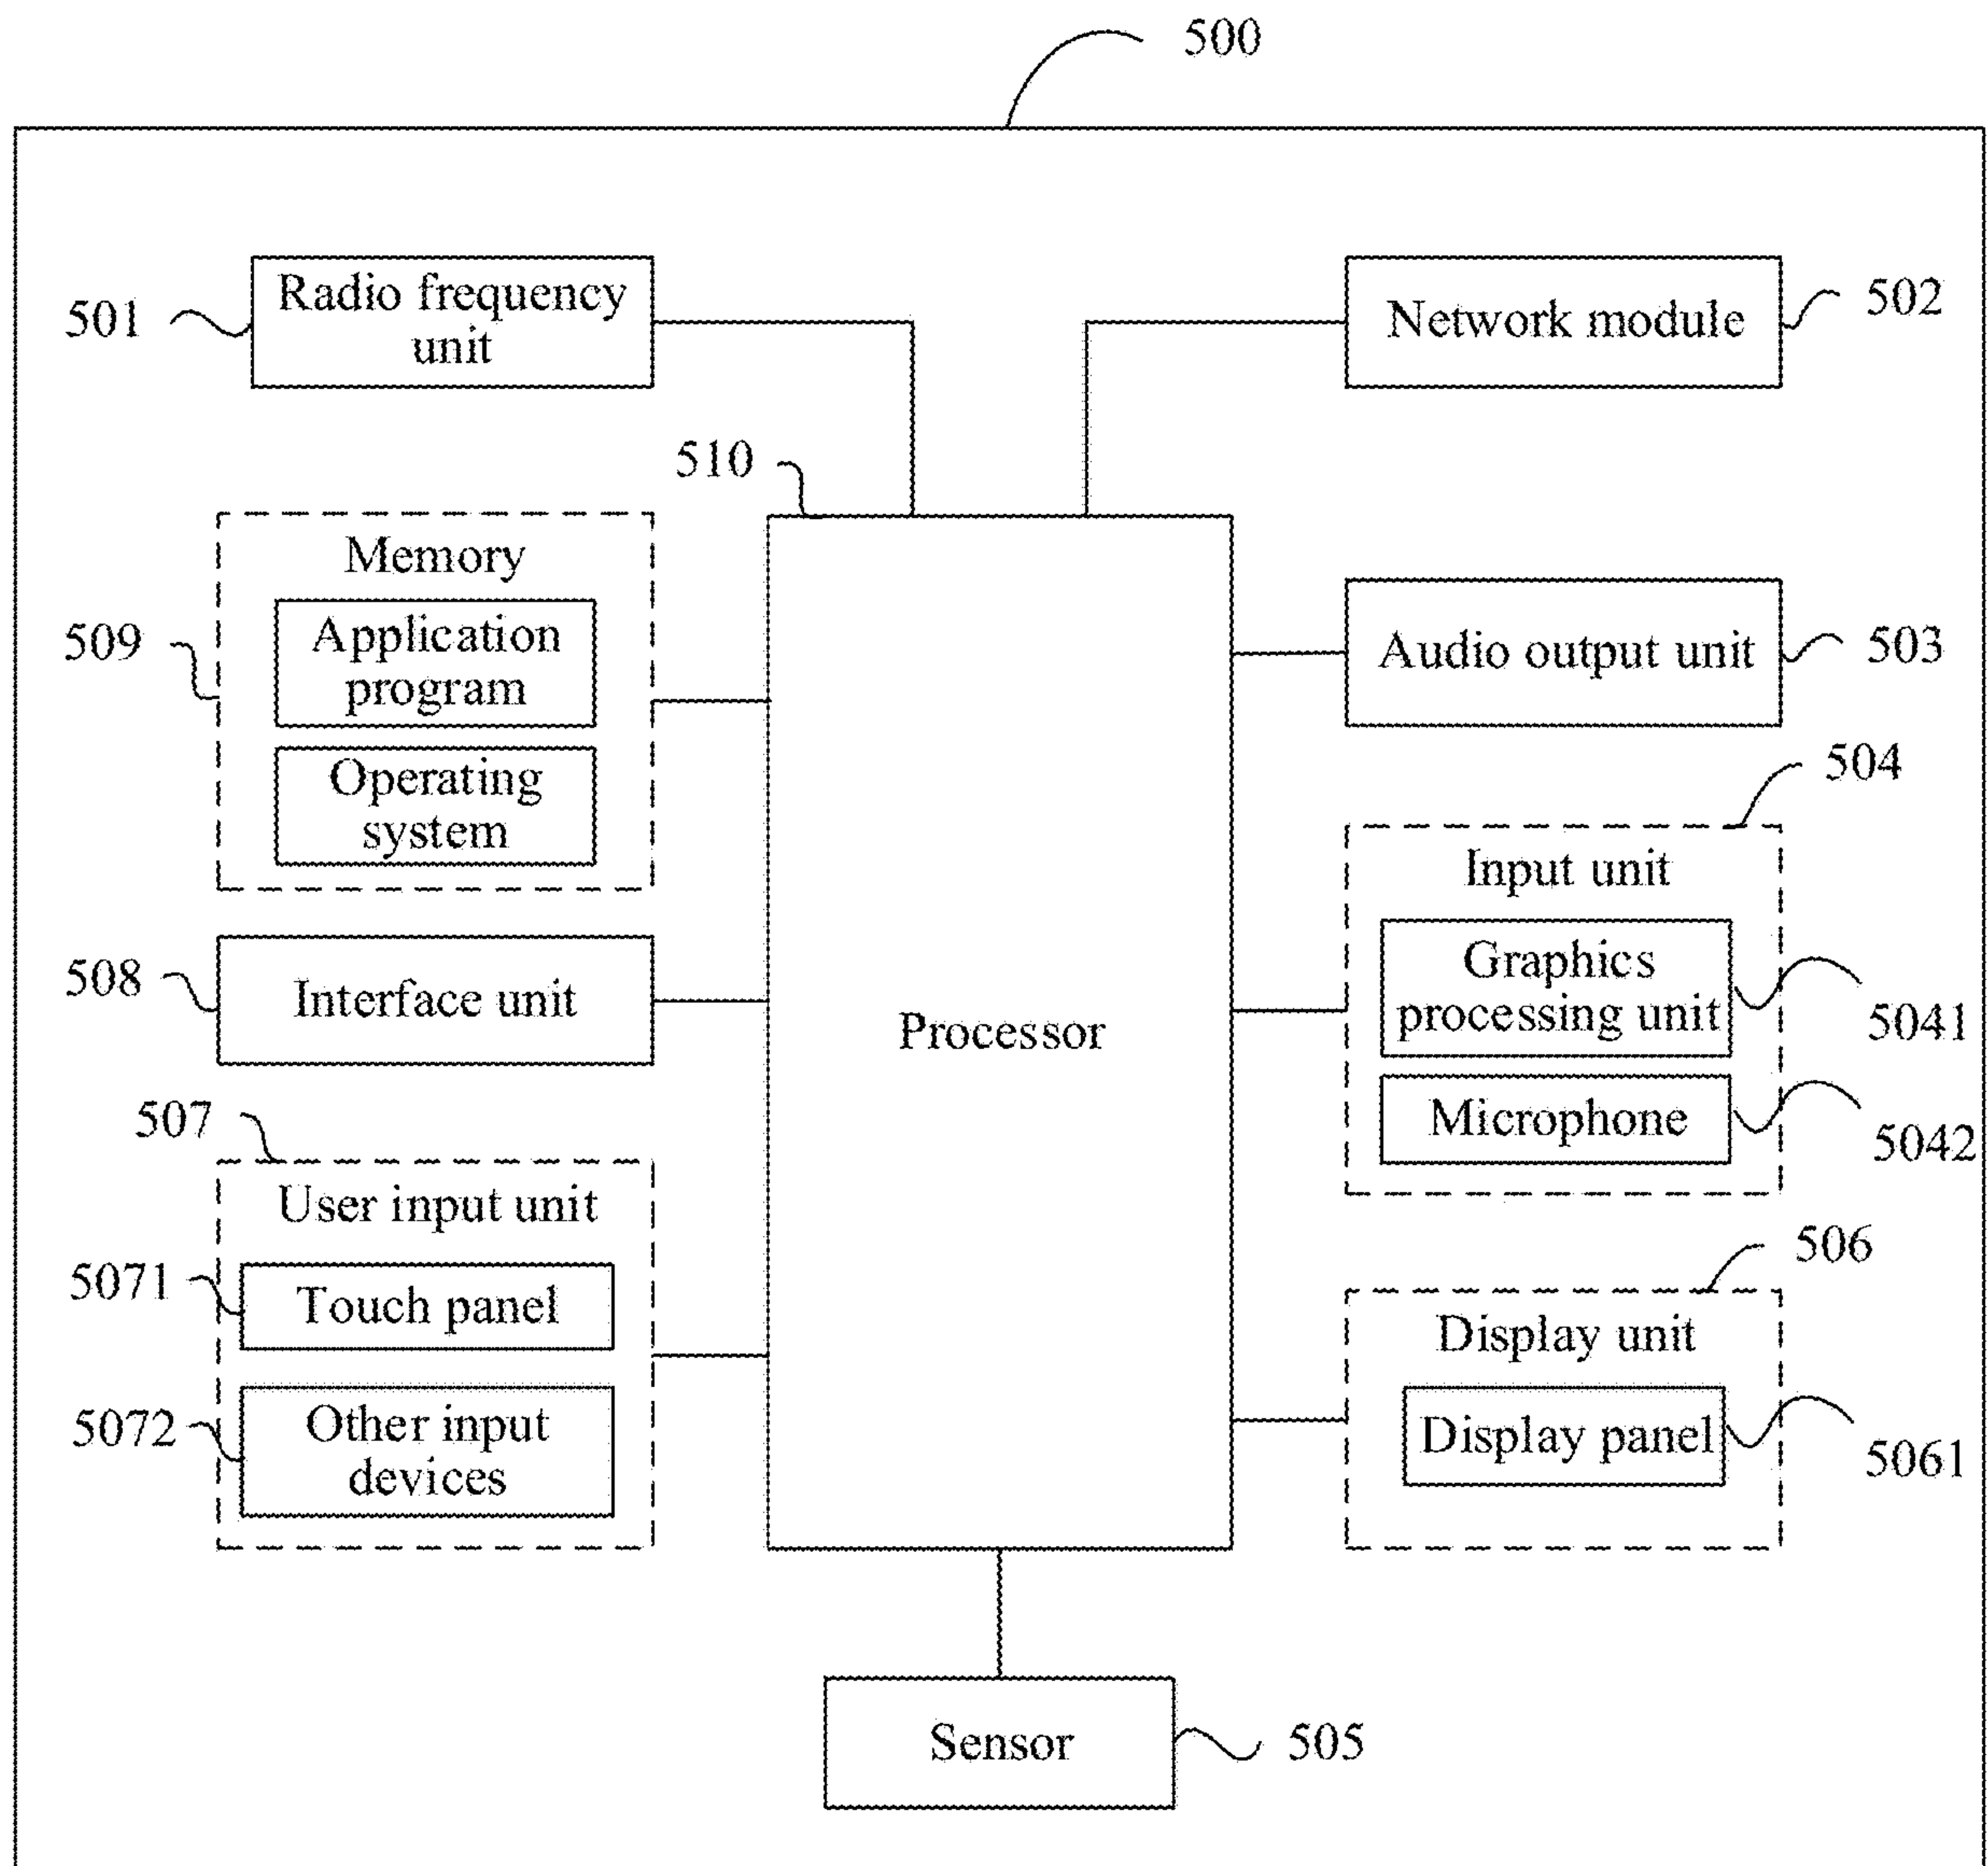 500
501
Radio frequency
unit
Network module
502
510
Memory
Application
program
Operating
system
509
Audio output unit
503
504
Input unit
Graphics
processing unit
5041
Microphone
5042
508
Interface unit
Processor
507
User input unit
5071
Touch panel
5072
Other input
devices
506
Display unit
Display panel
5061
Sensor
505